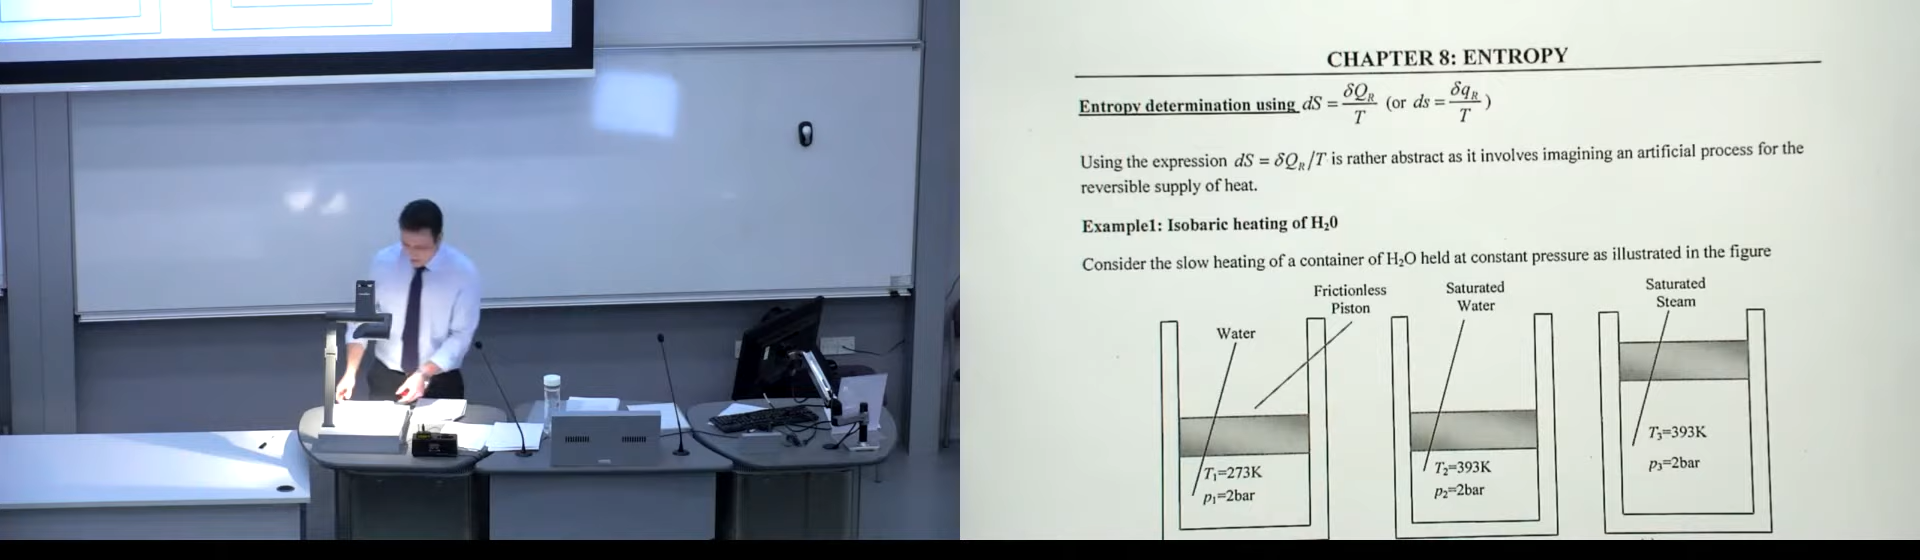 CHAPTER 8: ENTROPY
Entropy determination using dS = δQ_R / T (or ds = δq_R / T )
Using the expression dS = δQ_R/T is rather abstract as it involves imagining an artificial process for the
reversible supply of heat.
Example1: Isobaric heating of H₂0
Consider the slow heating of a container of H₂O held at constant pressure as illustrated in the figure
Frictionless
Piston
Saturated
Water
Saturated
Steam
Water
T₁=273K
p₁=2bar
T₂=393K
p₂=2bar
T₃=393K
p₃=2bar